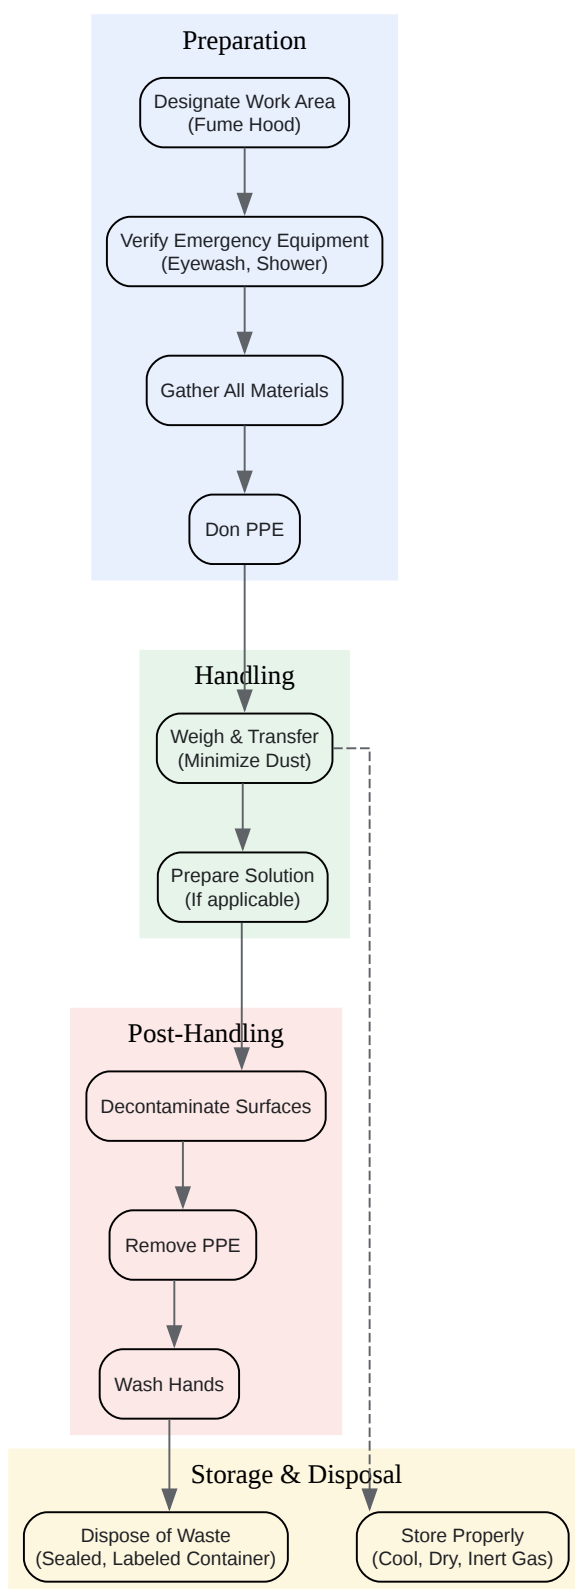 Preparation
Designate Work Area
(Fume Hood)
Verify Emergency Equipment
(Eyewash, Shower)
Gather All Materials
Don PPE
Handling
Weigh & Transfer
(Minimize Dust)
Prepare Solution
(If applicable)
Post-Handling
Decontaminate Surfaces
Remove PPE
Wash Hands
Storage & Disposal
Dispose of Waste
(Sealed, Labeled Container)
Store Properly
(Cool, Dry, Inert Gas)